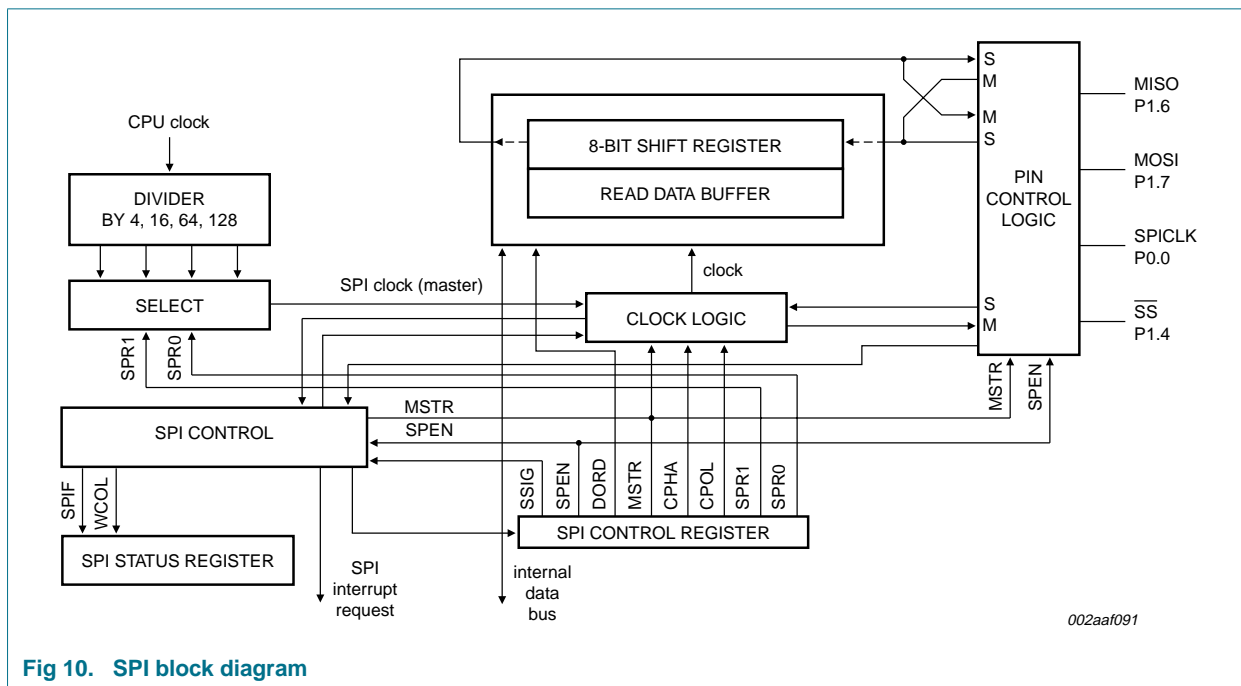 S
M
MISO
P1.6
CPU clock
M
S
8-BIT SHIFT REGISTER
MOSI
P1.7
DIVIDER
BY 4, 16, 64, 128
READ DATA BUFFER
PIN
CONTROL
LOGIC
SPICLK
P0.0
clock
SPI clock (master)
SELECT
CLOCK LOGIC
S
M
SS
P1.4
SPR1
SPR0
MSTR
SPEN
MSTR
SPEN
SPI CONTROL
SSIG
SPEN
DORD
MSTR
CPHA
CPOL
SPR1
SPR0
SPIF
WCOL
SPI CONTROL REGISTER
SPI STATUS REGISTER
SPI
interrupt
request
internal
data
bus
002aaf091
Fig 10. SPI block diagram